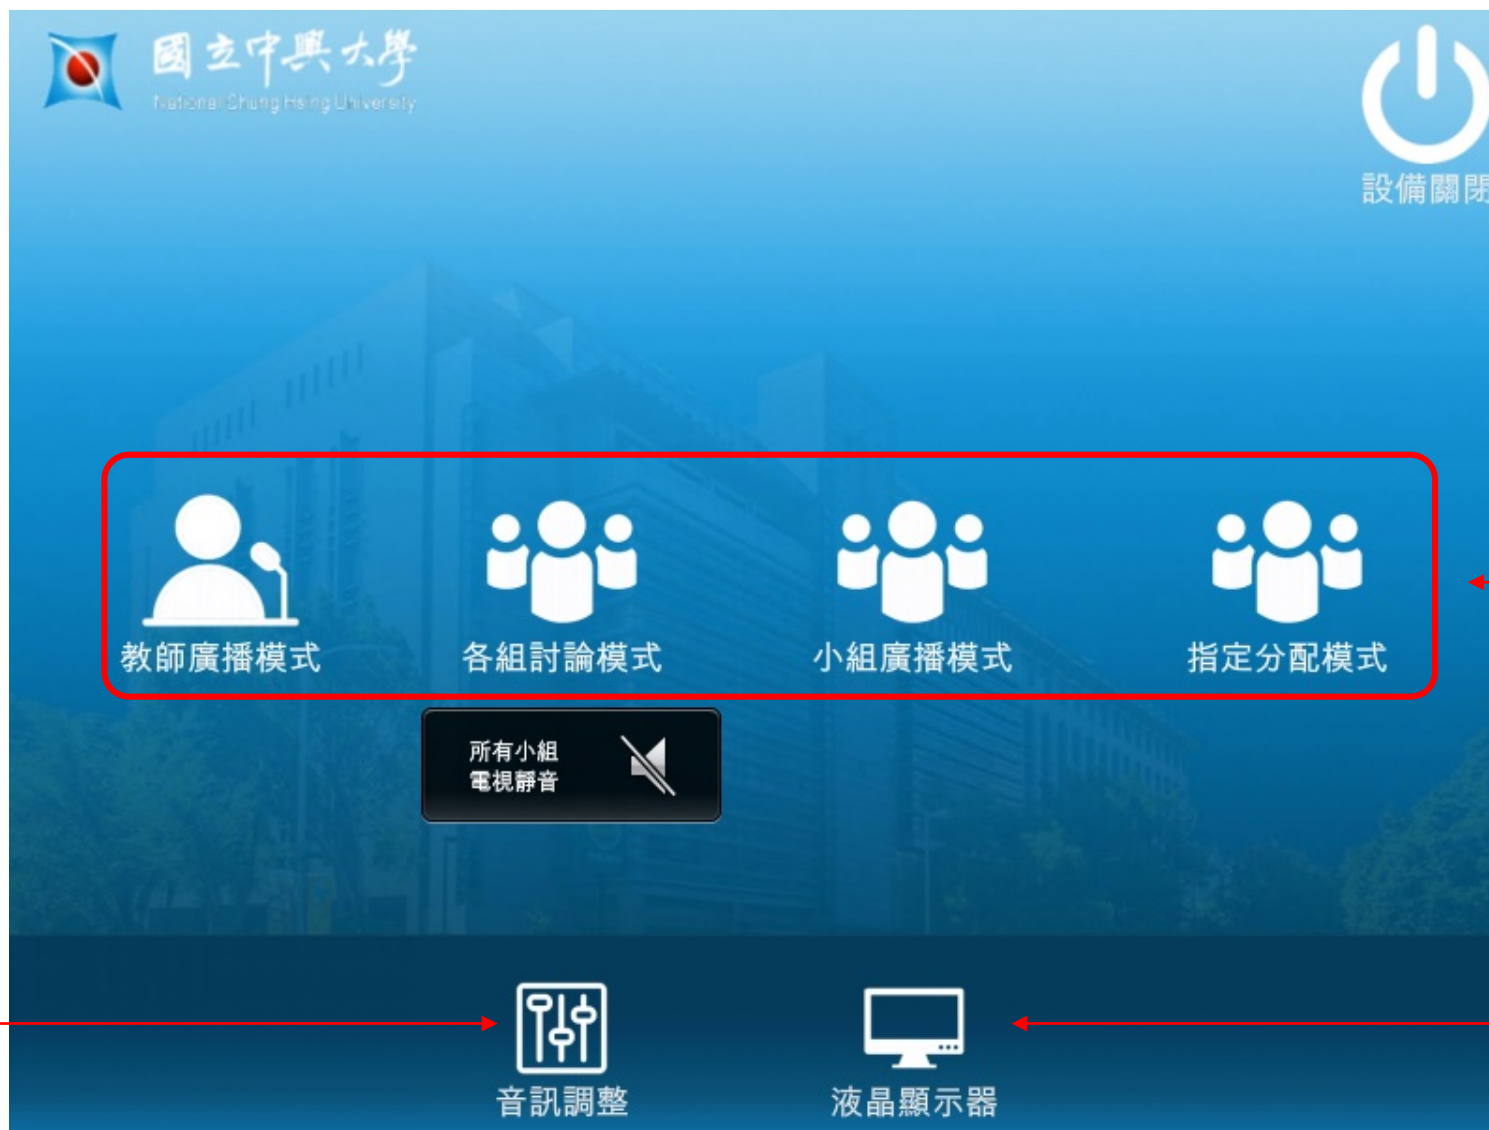 國立中興大學
National Chung Hsing University
設備關閉
教師廣播模式
各組討論模式
小組廣播模式
指定分配模式
所有小組
電視靜音
音訊調整
液晶顯示器